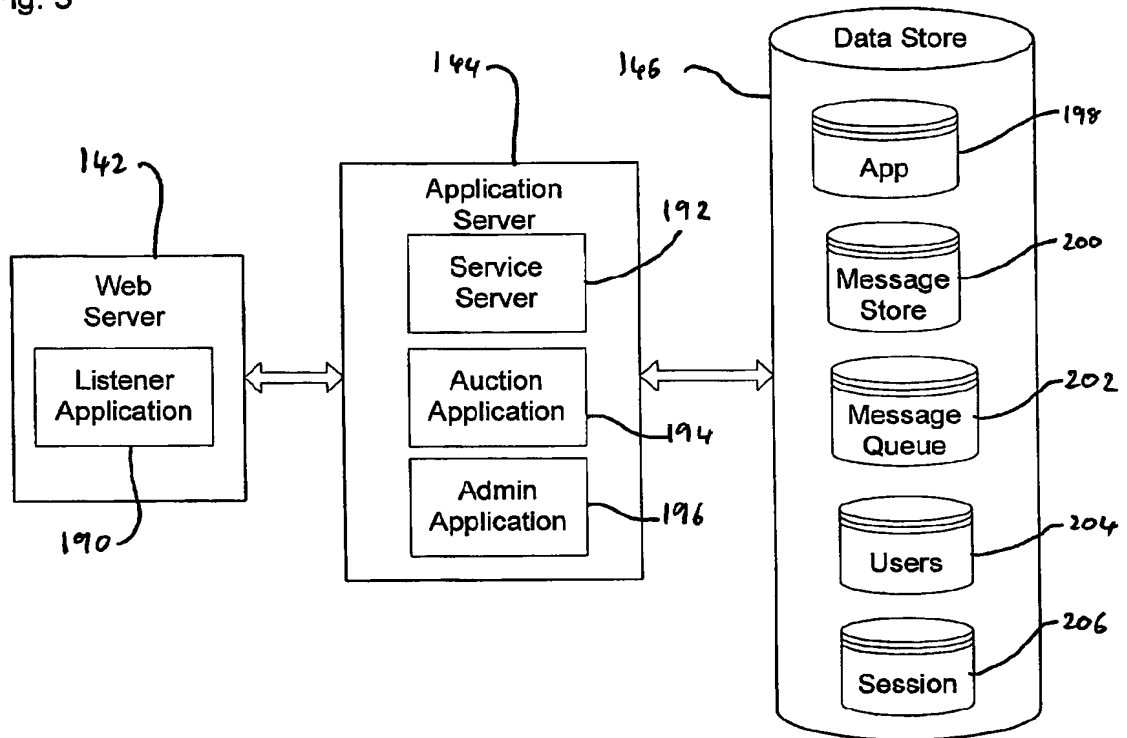 Fig. 3
144
146
Data Store
198
App
142
Application
Server
192
200
Message
Store
Service
Server
Web
Server
Listener
Application
Auction
Application
194
202
Message
Queue
Admin
Application
196
190
204
Users
206
Session